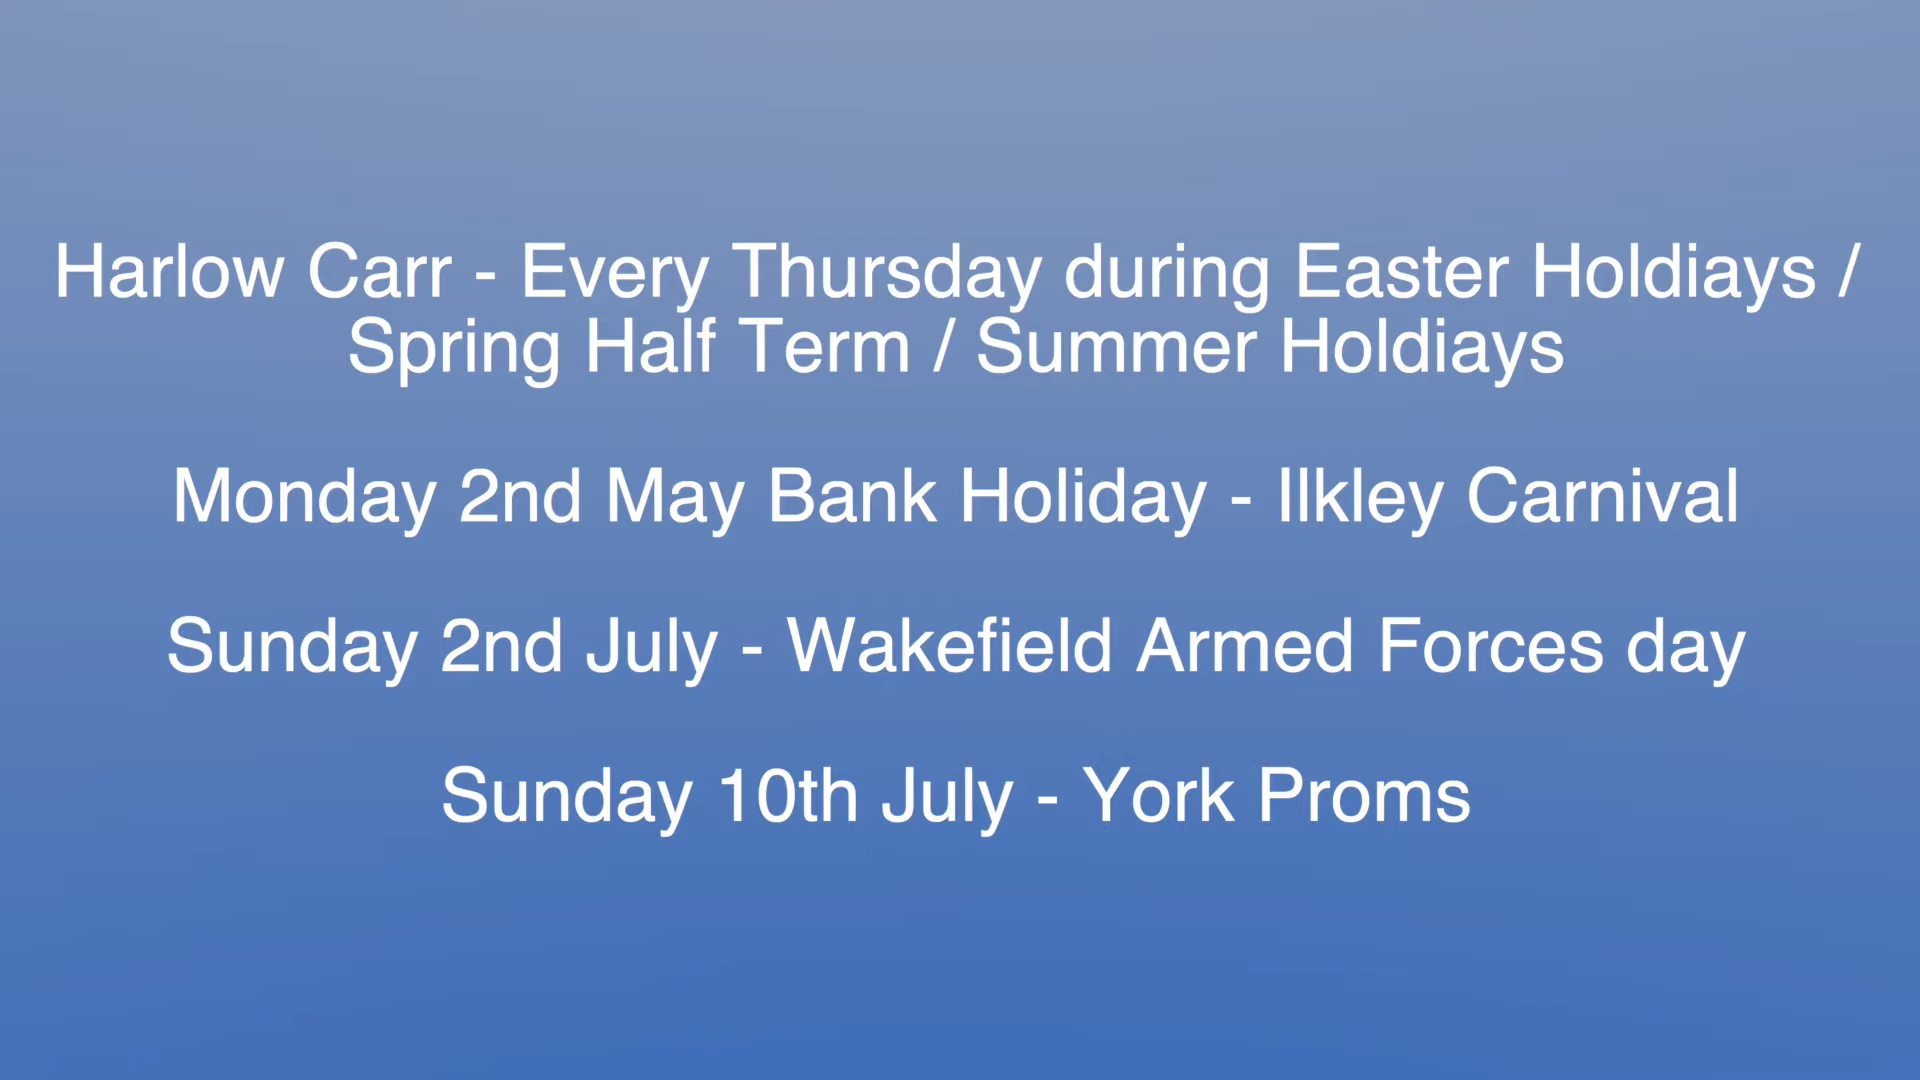 Harlow Carr - Every Thursday during Easter Holdiays /
Spring Half Term / Summer Holdiays
Monday 2nd May Bank Holiday - Ilkley Carnival
Sunday 2nd July - Wakefield Armed Forces day
Sunday 10th July - York Proms